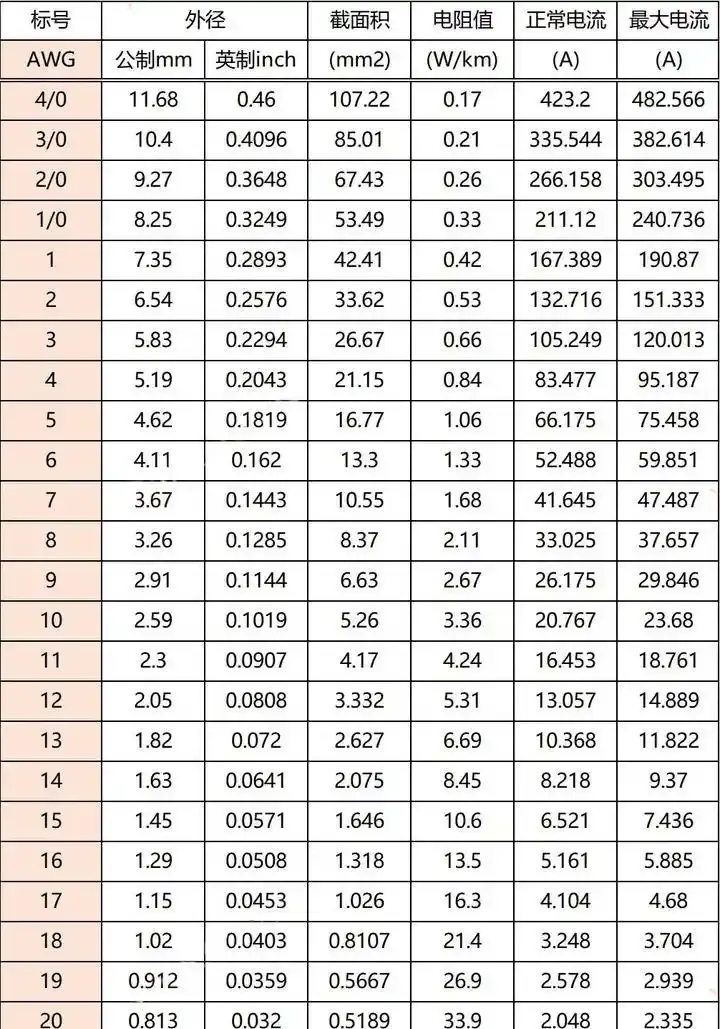 标号 外径 截面积 电阻值 正常电流 最大电流
AWG 公制mm 英制inch (mm2) (W/km) (A) (A)
4/0 11.68 0.46 107.22 0.17 423.2 482.566
3/0 10.4 0.4096 85.01 0.21 335.544 382.614
2/0 9.27 0.3648 67.43 0.26 266.158 303.495
1/0 8.25 0.3249 53.49 0.33 211.12 240.736
1 7.35 0.2893 42.41 0.42 167.389 190.87
2 6.54 0.2576 33.62 0.53 132.716 151.333
3 5.83 0.2294 26.67 0.66 105.249 120.013
4 5.19 0.2043 21.15 0.84 83.477 95.187
5 4.62 0.1819 16.77 1.06 66.175 75.458
6 4.11 0.162 13.3 1.33 52.488 59.851
7 3.67 0.1443 10.55 1.68 41.645 47.487
8 3.26 0.1285 8.37 2.11 33.025 37.657
9 2.91 0.1144 6.63 2.67 26.175 29.846
10 2.59 0.1019 5.26 3.36 20.767 23.68
11 2.3 0.0907 4.17 4.24 16.453 18.761
12 2.05 0.0808 3.332 5.31 13.057 14.889
13 1.82 0.072 2.627 6.69 10.368 11.822
14 1.63 0.0641 2.075 8.45 8.218 9.37
15 1.45 0.0571 1.646 10.6 6.521 7.436
16 1.29 0.0508 1.318 13.5 5.161 5.885
17 1.15 0.0453 1.026 16.3 4.104 4.68
18 1.02 0.0403 0.8107 21.4 3.248 3.704
19 0.912 0.0359 0.5667 26.9 2.578 2.939
20 0.813 0.032 0.5189 33.9 2.048 2.335